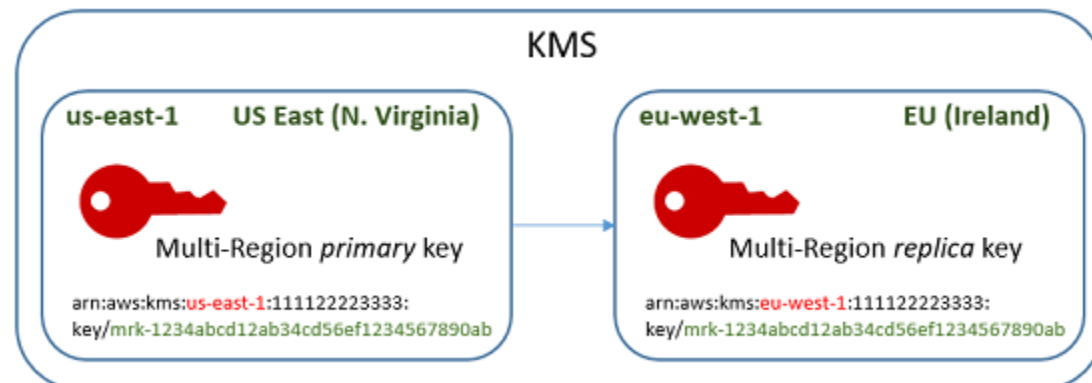 KMS
us-east-1 US East (N. Virginia)
Multi-Region primary key
arn:aws:kms:us-east-1:111122223333:
key/mrk-1234abcd12ab34cd56ef1234567890ab
eu-west-1 EU (Ireland)
Multi-Region replica key
arn:aws:kms:eu-west-1:111122223333:
key/mrk-1234abcd12ab34cd56ef1234567890ab